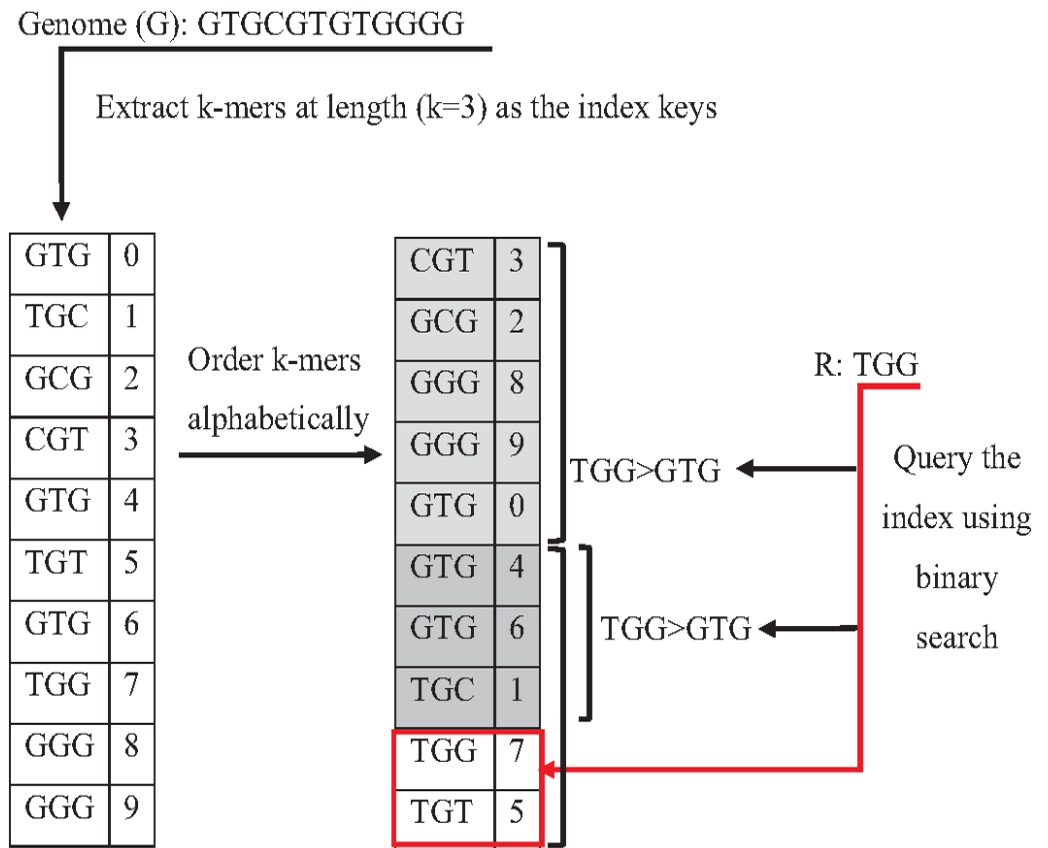 Genome (G): GTGCGTGTGGGG
Extract k-mers at length (k=3) as the index keys
GTG 0
TGC 1
GCG 2
CGT 3
GTG 4
TGT 5
GTG 6
TGG 7
GGG 8
GGG 9
Order k-mers
alphabetically
CGT 3
GCG 2
GGG 8
GGG 9
GTG 0
GTG 4
GTG 6
TGC 1
TGG 7
TGT 5
TGG>GTG
TGG>GTG
R: TGG
Query the
index using
binary
search